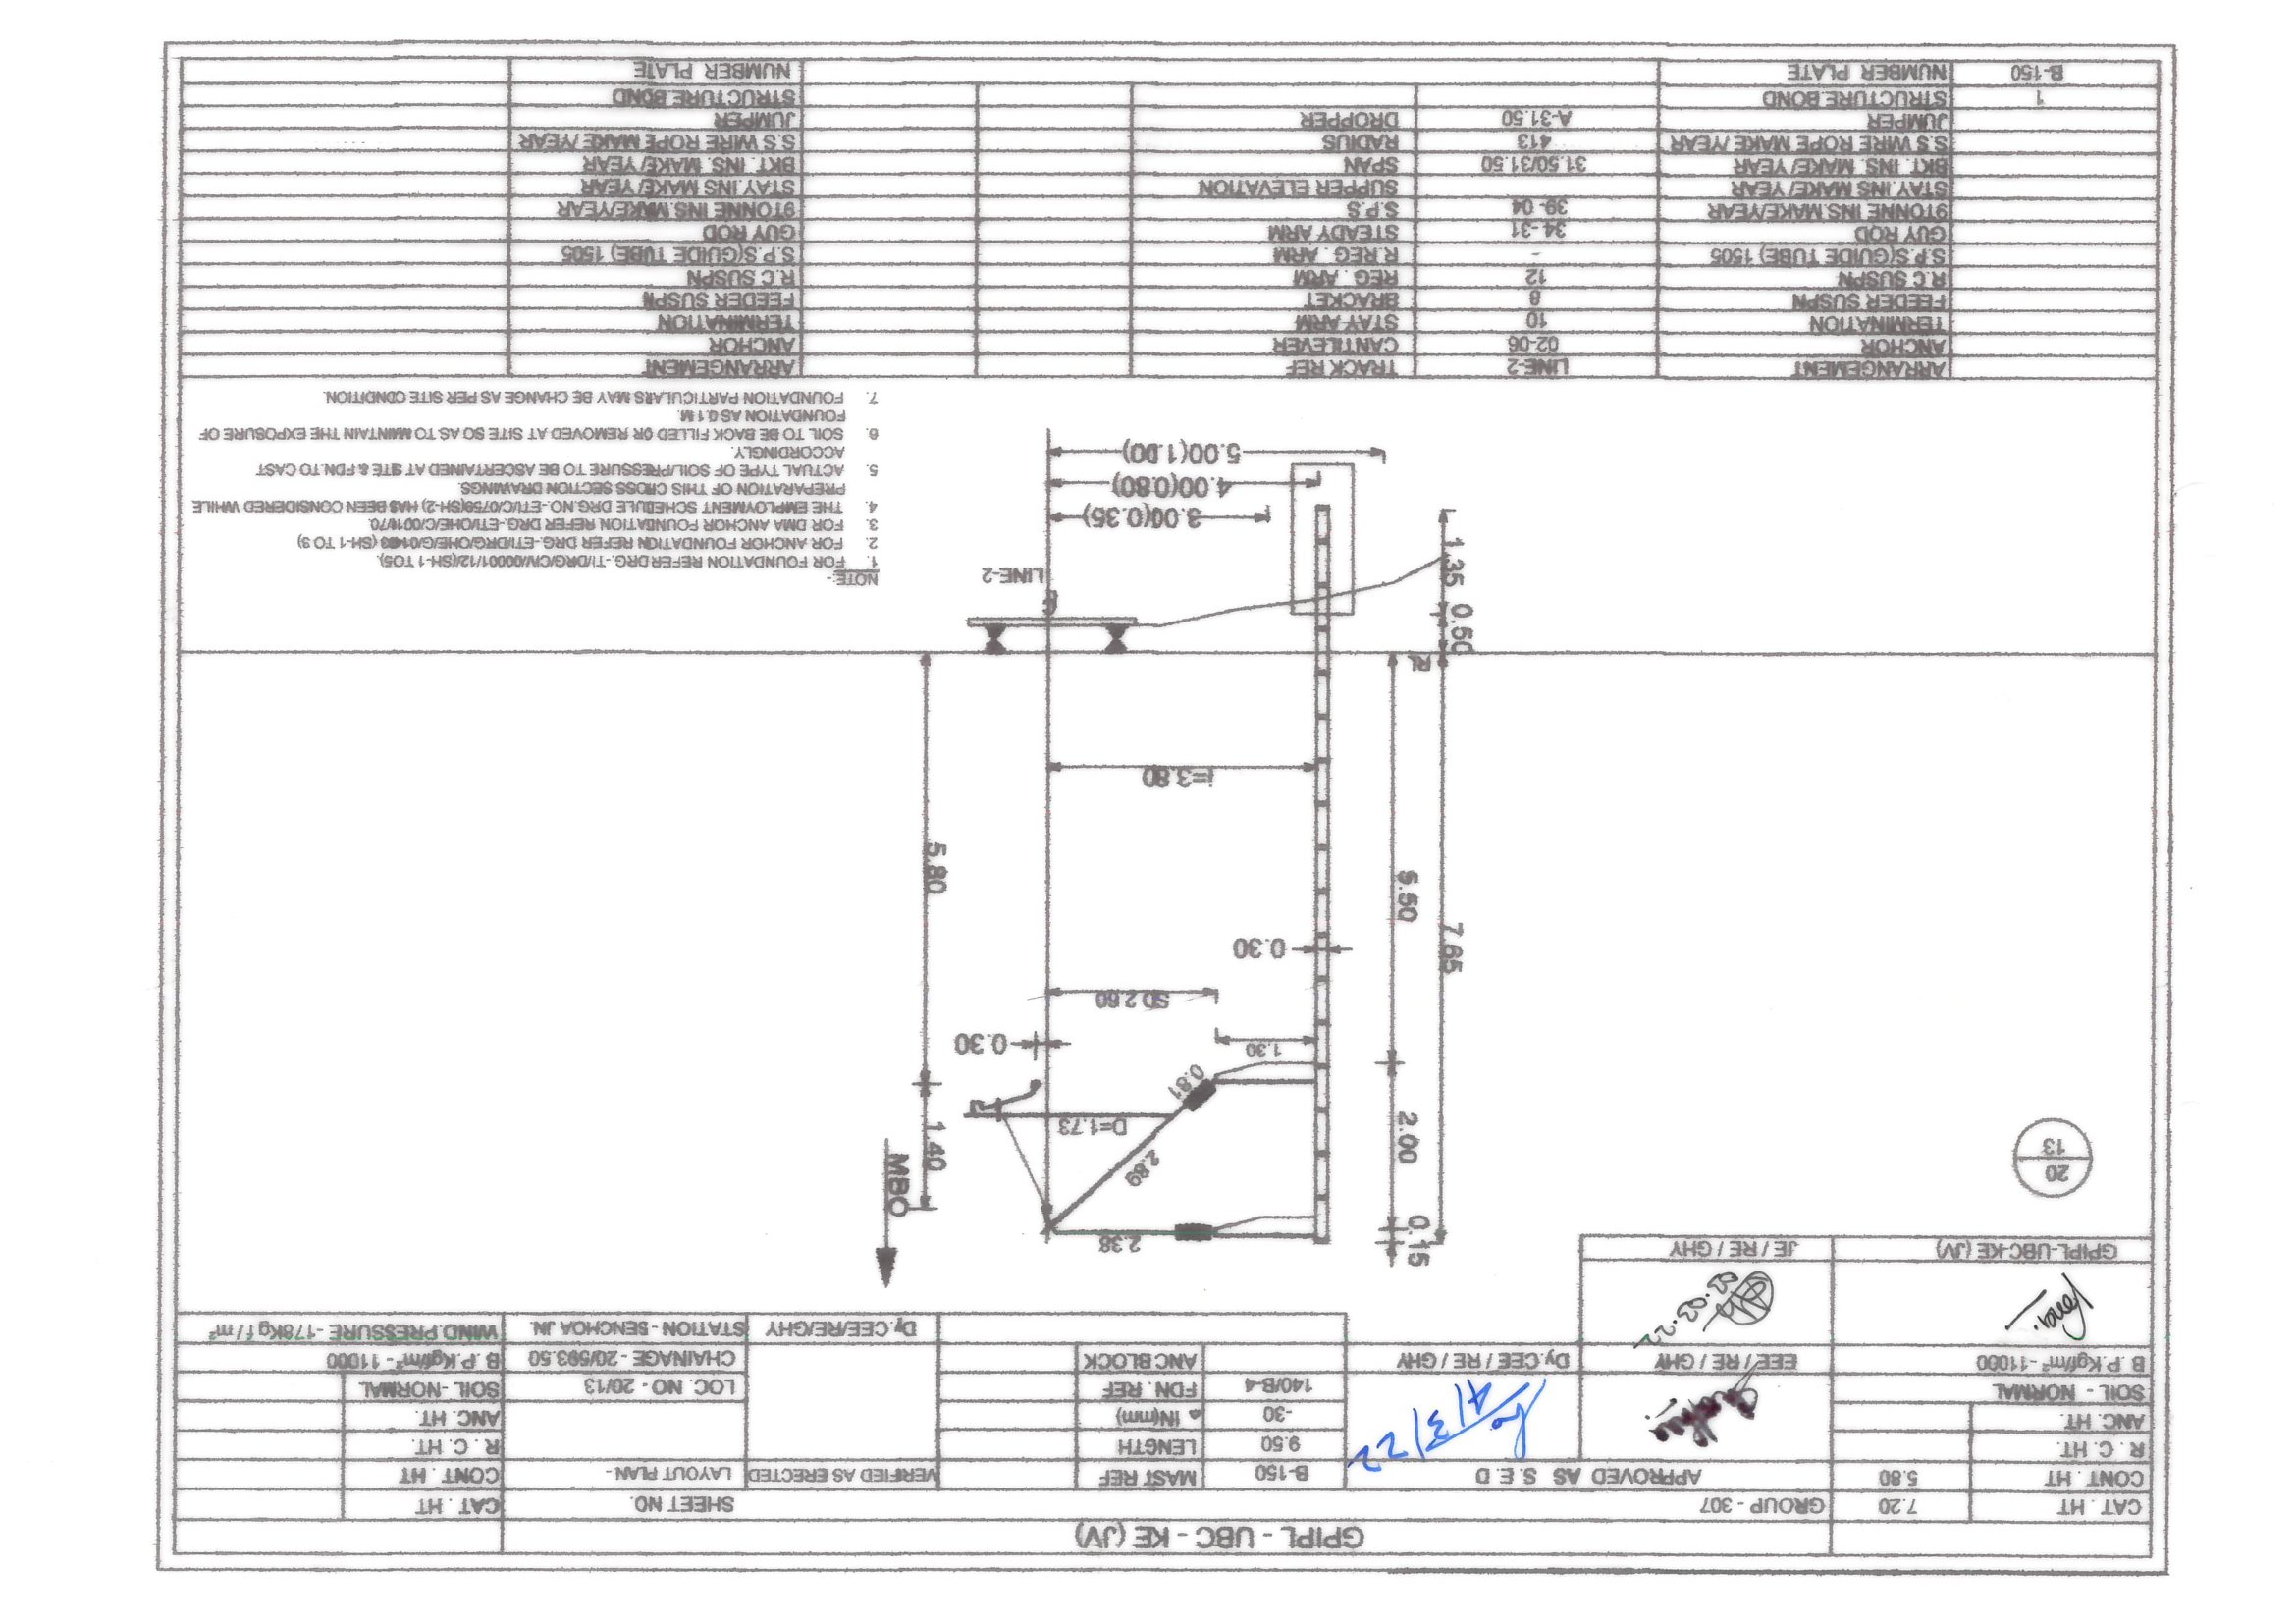 GPIPL - UBC - KE (JV)
CAT . HT 7.20 GROUP - 307 SHEET NO. CAT . HT
CONT . HT 5.80 APPROVED AS S. E. D B-150 MAST REF VERIFIED AS ERECTED LAYOUT PLAN - CONT . HT
R . C. HT. 9.50 LENGTH R . C. HT.
ANC. HT. -30 IN(mm) ANC. HT.
SOIL - NORMAL 140/B-4 FDN. REF LOC. NO - 20/13 SOIL -NORMAL
B .P.Kgf/m² -11000 EEE / RE / GHY Dy.CEE / RE / GHY ANC BLOCK CHAINAGE - 20/593.50 B .P.Kgf/m² - 11000
4/3/22
Dy.CEE/RE/GHY STATION - SENCHOA JN. WIND.PRESSURE -178Kg f / m²
03.03.22
GPIPL-UBC-KE (JV) JE / RE / GHY
20
13
0.15
2.38
MBO
2.00
2.89
1.40
D=1.73
0.81
1.30
0.30
SD 2.60
7.65
0.30
5.50
5.80
i=3.80
RL
0.50
LINE-2
1.35
3.00(0.35)
4.00(0.80)
5.00(1.00)
NOTE:-
1. FOR FOUNDATION REFER DRG.-TI/DRG/CIV/00001/12/(SH-1 TO5).
2. FOR ANCHOR FOUNDATION REFER DRG.-ETI/DRG/OHE/G/01403 (SH-1 TO 3)
3. FOR DMA ANCHOR FOUNDATION REFER DRG.-ETI/OHE/C/001670.
4. THE EMPLOYMENT SCHEDULE DRG.NO.-ETI/C/0759(SH-2) HAS BEEN CONSIDERED WHILE
PREPARATION OF THIS CROSS SECTION DRAWINGS.
5. ACTUAL TYPE OF SOIL/PRESSURE TO BE ASCERTAINED AT SITE & FDN.TO CAST
ACCORDINGLY.
6. SOIL TO BE BACK FILLED OR REMOVED AT SITE SO AS TO MAINTAIN THE EXPOSURE OF
FOUNDATION AS 0.1 M.
7. FOUNDATION PARTICULARS MAY BE CHANGE AS PER SITE CONDITION.
ARRANGEMENT LINE-2 TRACK REF ARRANGEMENT
ANCHOR 02-06 CANTILEVER ANCHOR
TERMINATION 10 STAY ARM TERMINATION
FEEDER SUSPN 8 BRACKET FEEDER SUSPN
R.C SUSPN 12 REG . ARM R.C SUSPN
S.P.S(GUIDE TUBE) 1505 - R.REG . ARM S.P.S(GUIDE TUBE) 1505
GUY ROD 34 -31 STEADY ARM GUY ROD
9TONNE INS.MAKE/YEAR 39- 04 S.P.S 9TONNE INS.MAKE/YEAR
STAY.INS MAKE/ YEAR SUPPER ELEVATION STAY.INS MAKE/ YEAR
BKT. INS. MAKE/ YEAR 31.50/31.50 SPAN BKT. INS. MAKE/ YEAR
S.S WIRE ROPE MAKE /YEAR 413 RADIUS S.S WIRE ROPE MAKE /YEAR
JUMPER A-31.50 DROPPER JUMPER
1 STRUCTURE.BOND STRUCTURE.BOND
B-150 NUMBER PLATE NUMBER PLATE